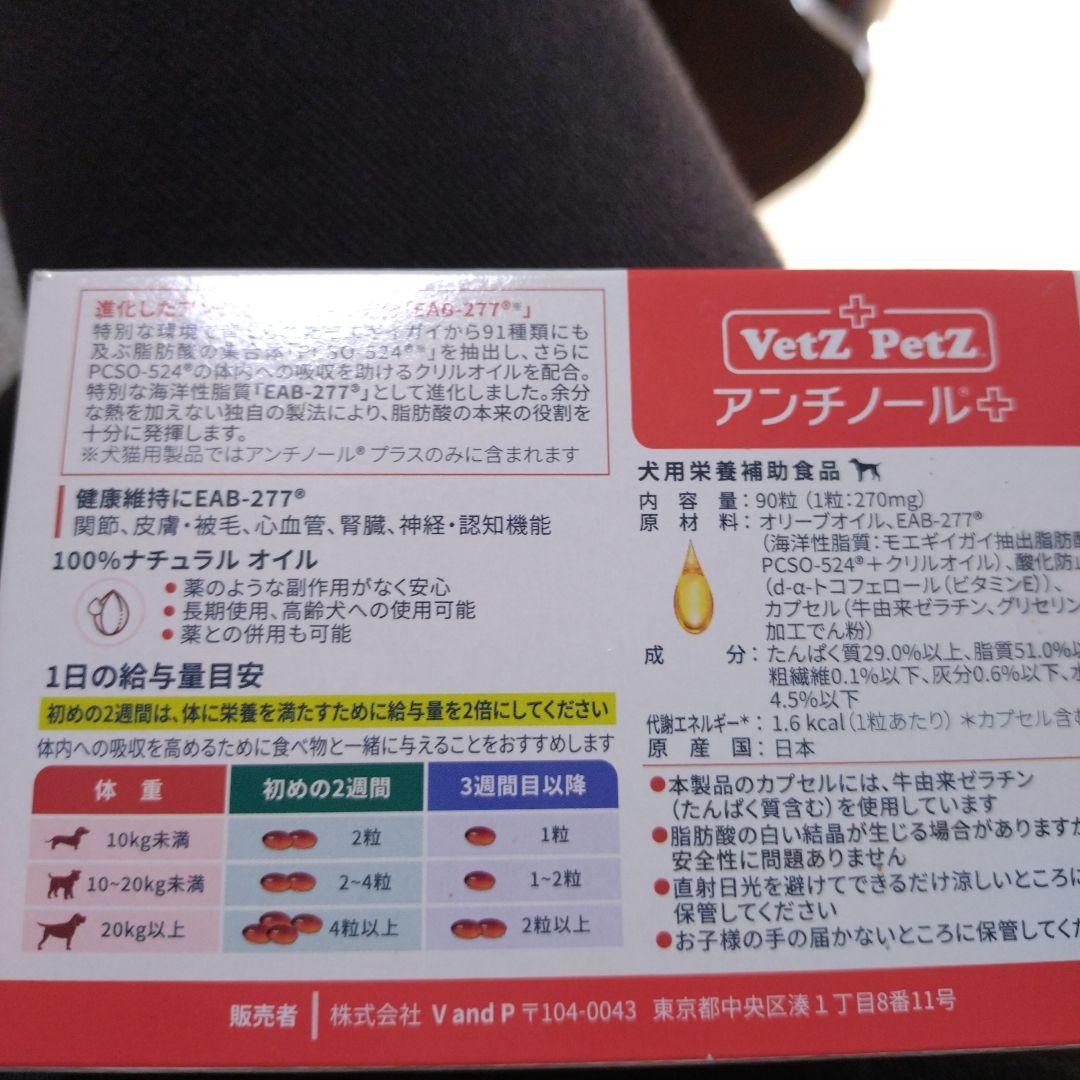 進化した
「EAB-277®※」
特別な環境で
イガイから91種類にも
及ぶ脂肪酸の集合体「PCSO-524®」を抽出し、さらに
PCSO-524®の体内への吸収を助けるクリルオイルを配合。
特別な海洋性脂質「EAB-277®」として進化しました。余分
な熱を加えない独自の製法により、脂肪酸の本来の役割を
十分に発揮します。
※犬猫用製品ではアンチノール®プラスのみに含まれます
健康維持にEAB-277®
関節、皮膚・被毛、心血管、腎臓、神経・認知機能
100%ナチュラル オイル
● 薬のような副作用がなく安心
● 長期使用、高齢犬への使用可能
● 薬との併用も可能
1日の給与量目安
初めの2週間は、体に栄養を満たすために給与量を2倍にしてください
体内への吸収を高めるために食べ物と一緒に与えることをおすすめします
体 重 初めの2週間 3週間目以降
10kg未満 2粒 1粒
10~20kg未満 2~4粒 1~2粒
20kg以上 4粒以上 2粒以上
VetZ PetZ
アンチノール®+
犬用栄養補助食品
内容量:90粒(1粒:270mg)
原材料:オリーブオイル、EAB-277®
(海洋性脂質:モエギイガイ抽出脂肪酸
PCSO-524®+クリルオイル)、酸化防止
(d-α-トコフェロール(ビタミンE))、
カプセル(牛由来ゼラチン、グリセリン
加工でん粉)
成分:たんぱく質29.0%以上、脂質51.0%以
粗繊維0.1%以下、灰分0.6%以下、水
4.5%以下
代謝エネルギー*:1.6 kcal(1粒あたり)*カプセル含む
原産国:日本
●本製品のカプセルには、牛由来ゼラチン
(たんぱく質含む)を使用しています
●脂肪酸の白い結晶が生じる場合がありますが
安全性に問題ありません
●直射日光を避けてできるだけ涼しいところに
保管してください
●お子様の手の届かないところに保管してくだ
販売者 株式会社 V and P 〒104-0043 東京都中央区湊1丁目8番11号